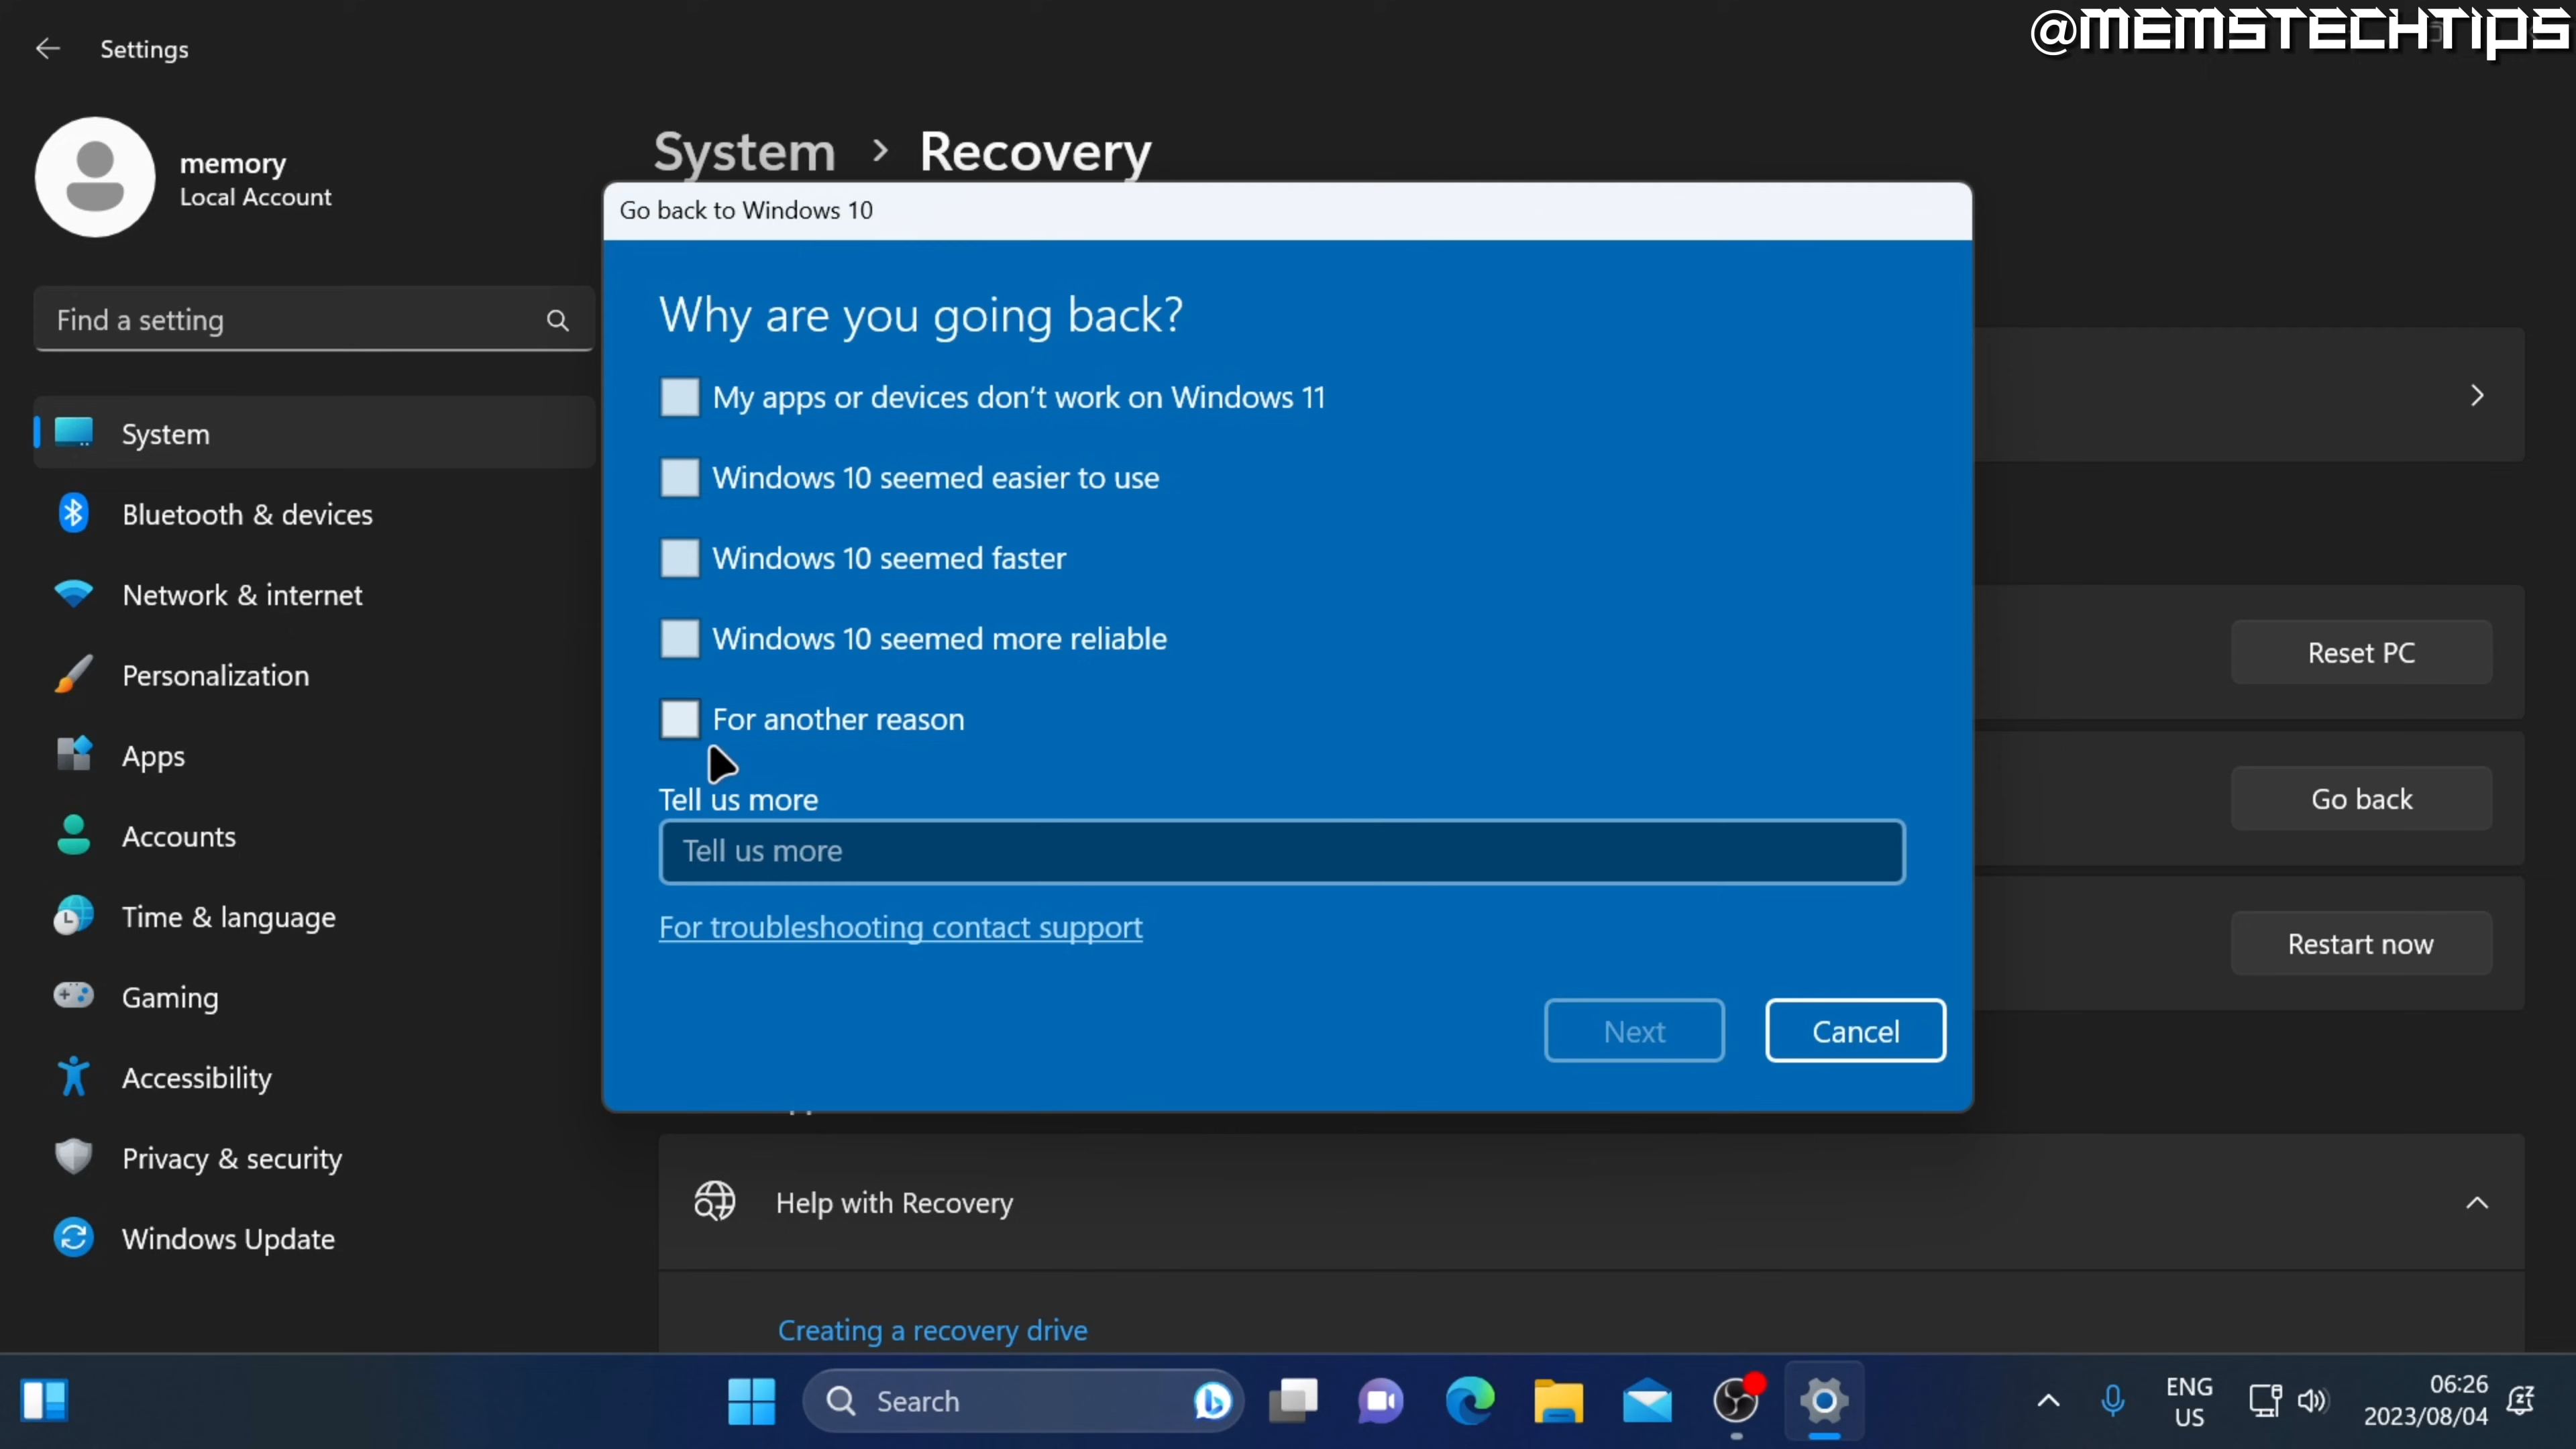 @MEMSTECHTIPS
Settings
memory
Local Account
Find a setting
System
Bluetooth & devices
Network & internet
Personalization
Apps
Accounts
Time & language
Gaming
Accessibility
Privacy & security
Windows Update
System > Recovery
Go back to Windows 10
Why are you going back?
My apps or devices don't work on Windows 11
Windows 10 seemed easier to use
Windows 10 seemed faster
Windows 10 seemed more reliable
For another reason
Tell us more
Tell us more
For troubleshooting contact support
Next
Cancel
Reset PC
Go back
Restart now
Help with Recovery
Creating a recovery drive
Search
ENG
US
06:26
2023/08/04